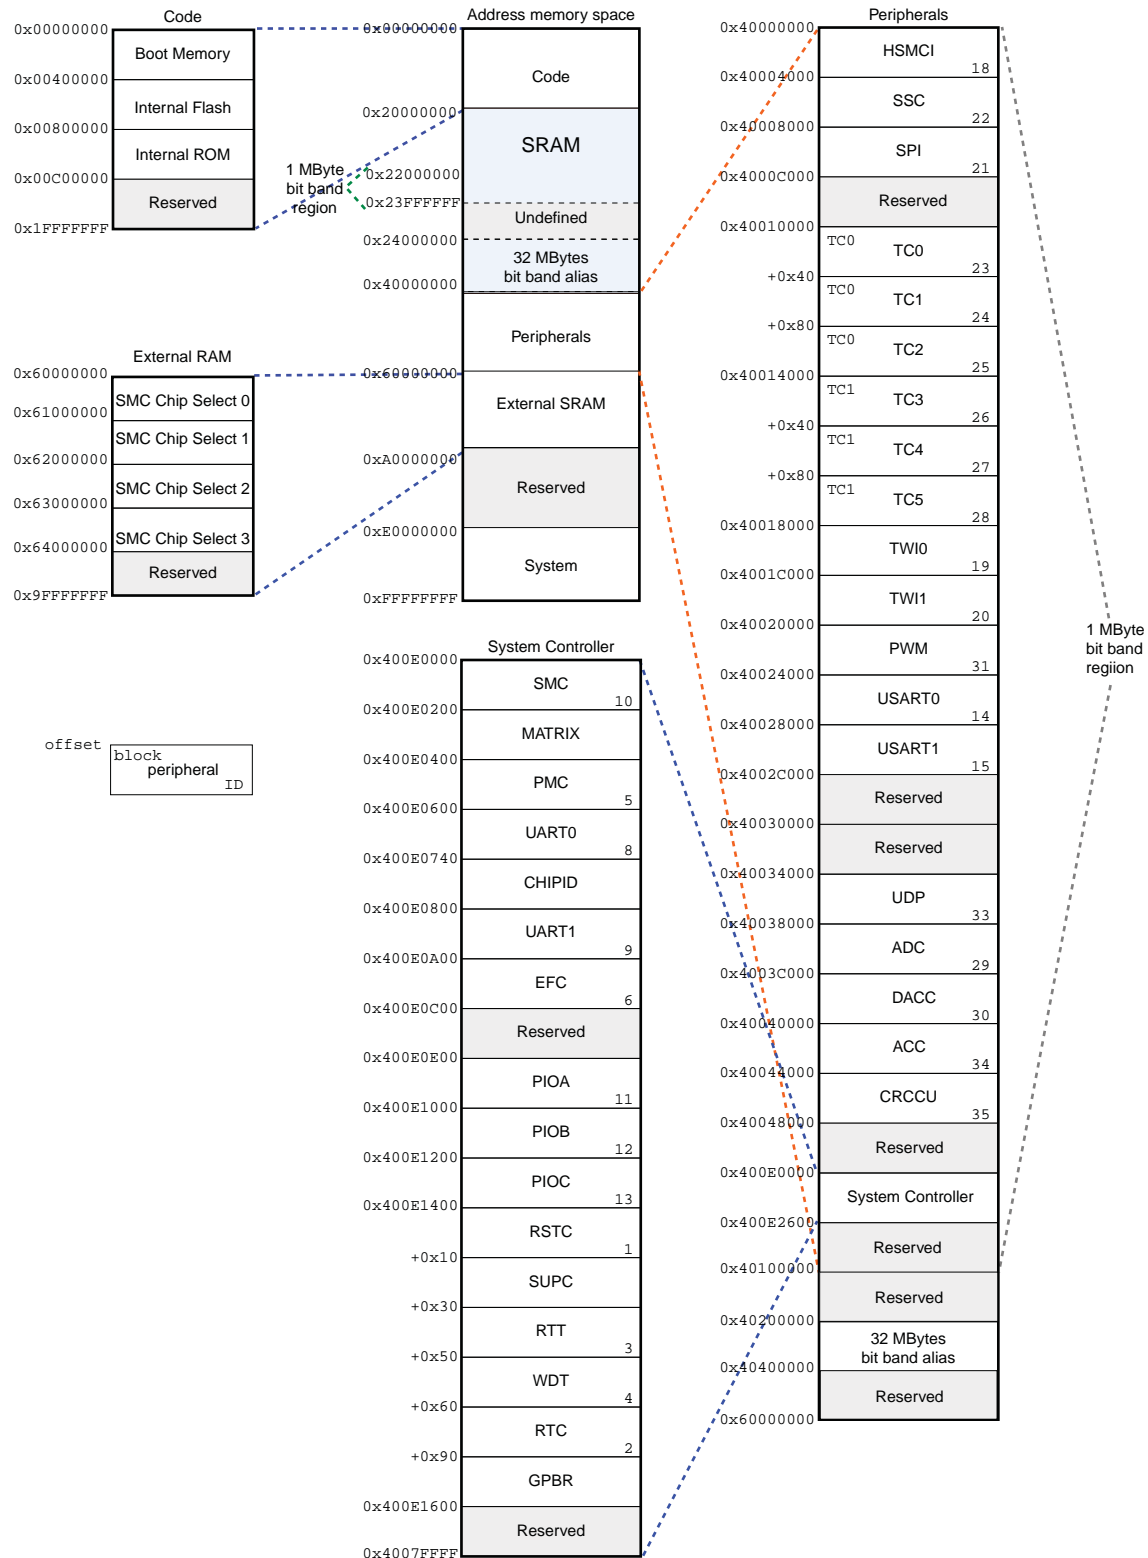 Code
0x00000000
Boot Memory
0x00400000
Internal Flash
0x00800000
Internal ROM
0x00C00000
Reserved
0x1FFFFFFF
1 MByte
bit band
region
External RAM
0x60000000
SMC Chip Select 0
0x61000000
SMC Chip Select 1
0x62000000
SMC Chip Select 2
0x63000000
SMC Chip Select 3
0x64000000
Reserved
0x9FFFFFFF
offset
block
peripheral
ID
Address memory space
0x00000000
Code
0x20000000
SRAM
0x22000000
0x23FFFFFF
Undefined
0x24000000
32 MBytes
bit band alias
0x40000000
Peripherals
0x60000000
External SRAM
0xA0000000
Reserved
0xE0000000
System
0xFFFFFFFF
System Controller
0x400E0000
SMC
10
0x400E0200
MATRIX
0x400E0400
PMC
5
0x400E0600
UART0
8
0x400E0740
CHIPID
0x400E0800
UART1
9
0x400E0A00
EFC
6
0x400E0C00
Reserved
0x400E0E00
PIOA
11
0x400E1000
PIOB
12
0x400E1200
PIOC
13
0x400E1400
RSTC
1
+0x10
SUPC
+0x30
RTT
3
+0x50
WDT
4
+0x60
RTC
2
+0x90
GPBR
0x400E1600
Reserved
0x4007FFFF
Peripherals
0x40000000
HSMCI
18
0x40004000
SSC
22
0x40008000
SPI
21
0x4000C000
Reserved
0x40010000
TC0
TC0
23
+0x40
TC0
TC1
24
+0x80
TC0
TC2
25
0x40014000
TC1
TC3
26
+0x40
TC1
TC4
27
+0x80
TC1
TC5
28
0x40018000
TWI0
19
0x4001C000
TWI1
20
0x40020000
PWM
31
0x40024000
USART0
14
0x40028000
USART1
15
0x4002C000
Reserved
0x40030000
Reserved
0x40034000
UDP
33
0x40038000
ADC
29
0x4003C000
DACC
30
0x40040000
ACC
34
0x40044000
CRCCU
35
0x40048000
Reserved
0x400E0000
System Controller
0x400E2600
Reserved
0x40100000
Reserved
0x40200000
32 MBytes
bit band alias
0x40400000
Reserved
0x60000000
1 MByte
bit band
regiion